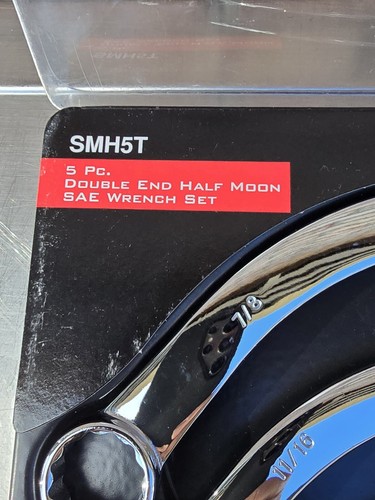 SMH5T
5 Pc.
Double End Half Moon
SAE Wrench Set
7/8
11/16